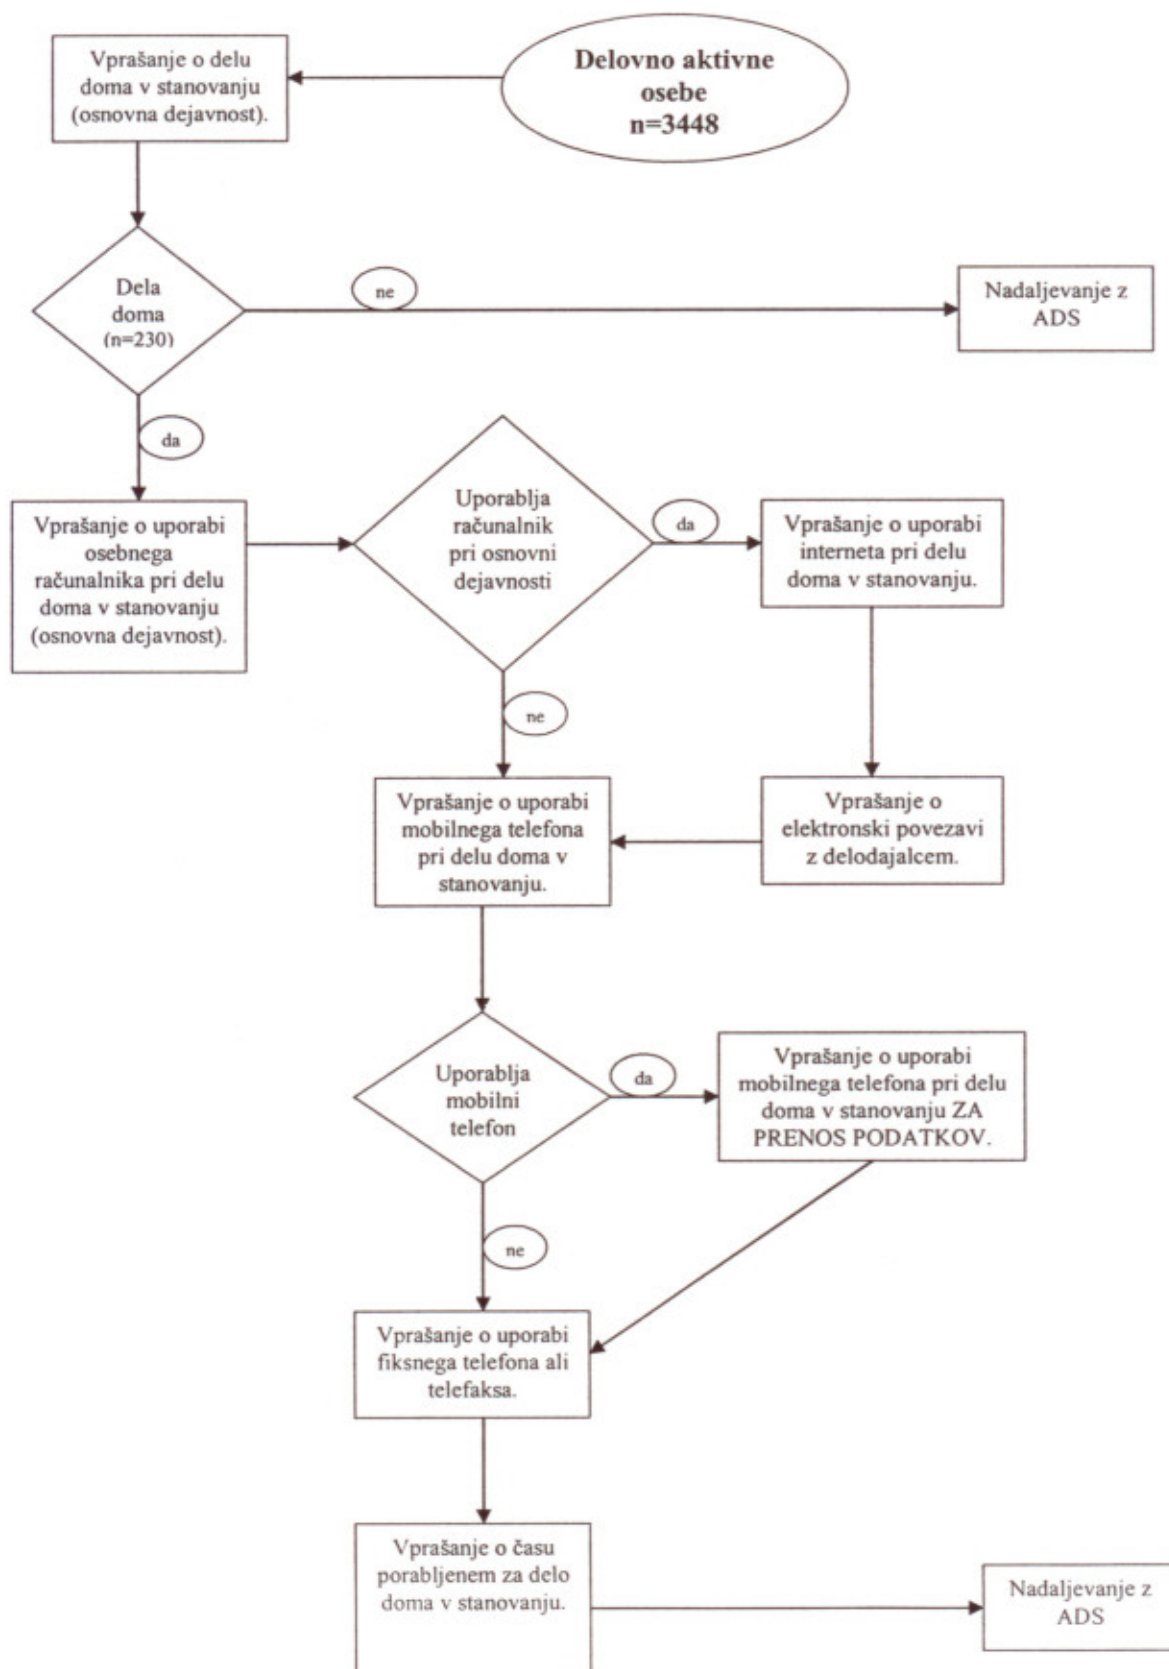 Vprašanje o delu
doma v stanovanju
(osnovna dejavnost).
Delovno aktivne
osebe
n=3448
Dela
doma
(n=230)
ne
Nadaljevanje z
ADS
da
Vprašanje o uporabi
osebnega
računalnika pri delu
doma v stanovanju
(osnovna dejavnost).
Uporablja
računalnik
pri osnovni
dejavnosti
da
Vprašanje o uporabi
interneta pri delu
doma v stanovanju.
ne
Vprašanje o uporabi
mobilnega telefona
pri delu doma v
stanovanju.
Vprašanje o
elektronski povezavi
z delodajalcem.
Uporablja
mobilni
telefon
da
Vprašanje o uporabi
mobilnega telefona pri delu
doma v stanovanju ZA
PRENOS PODATKOV.
ne
Vprašanje o uporabi
fiksnega telefona ali
telefaksa.
Vprašanje o času
porabljenem za delo
doma v stanovanju.
Nadaljevanje z
ADS